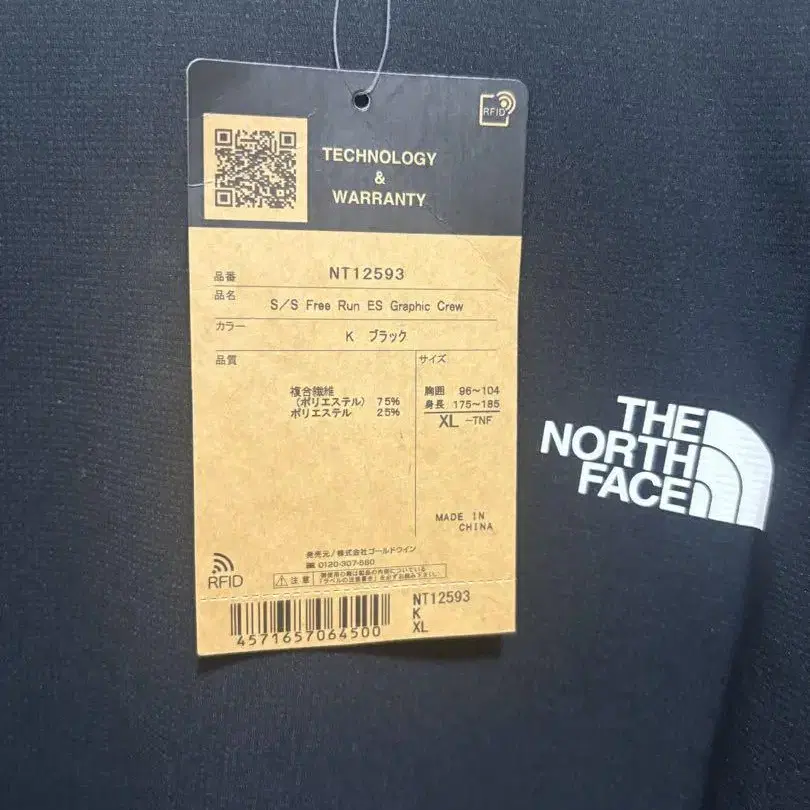 RFID
TECHNOLOGY
&
WARRANTY
品番 NT12593
品名 S/S Free Run ES Graphic Crew
カラー K ブラック
品質
複合繊維
(ポリエステル) 75%
ポリエステル 25%
サイズ
胸囲 96~104
身長 175~185
XL -TNF
MADE IN
CHINA
発売元/株式会社ゴールドウイン
0120-307-560
RFID
注意
NT12593
K
XL
4571657064500
THE
NORTH
FACE